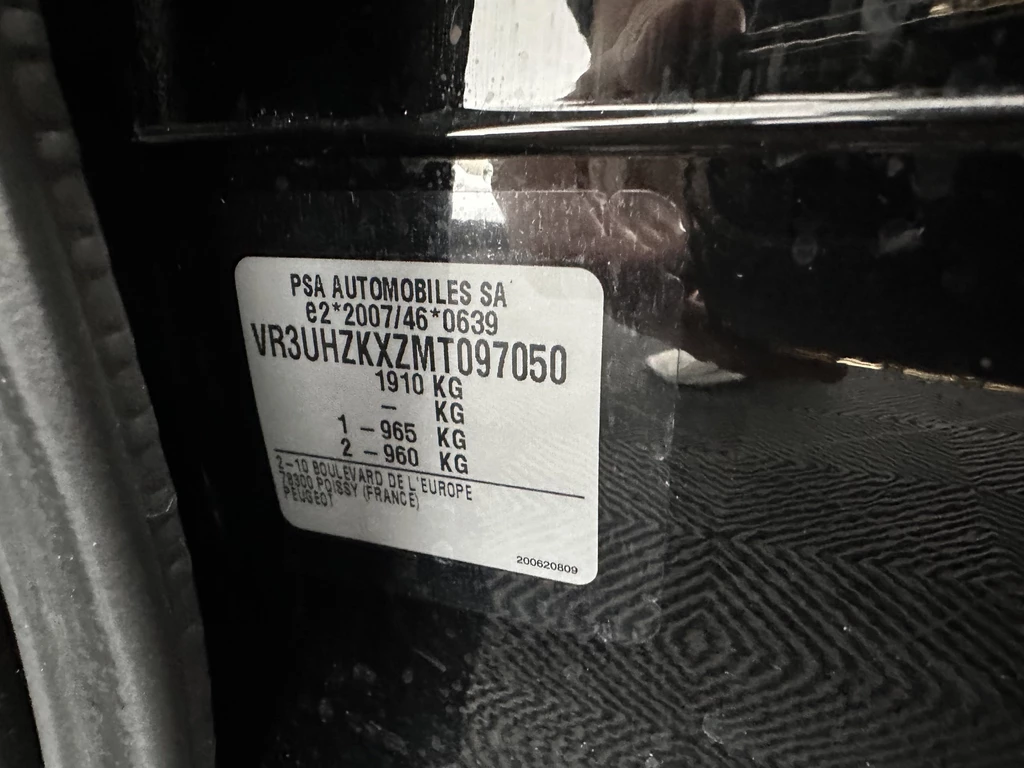 PSA AUTOMOBILES SA
e2*2007/46*0639
VR3UHZKXZMT097050
1910 KG
– KG
1 – 965 KG
2 – 960 KG
2–10 BOULEVARD DE L'EUROPE
78300 POISSY (FRANCE)
PEUGEOT
200620809